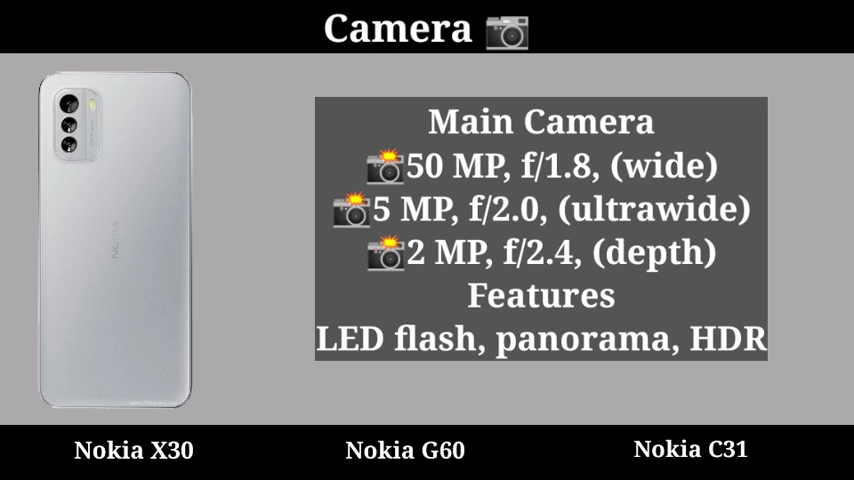 Camera 📷
Main Camera
📸50 MP, f/1.8, (wide)
📸5 MP, f/2.0, (ultrawide)
📸2 MP, f/2.4, (depth)
Features
LED flash, panorama, HDR
NOKIA
Nokia X30
Nokia G60
Nokia C31